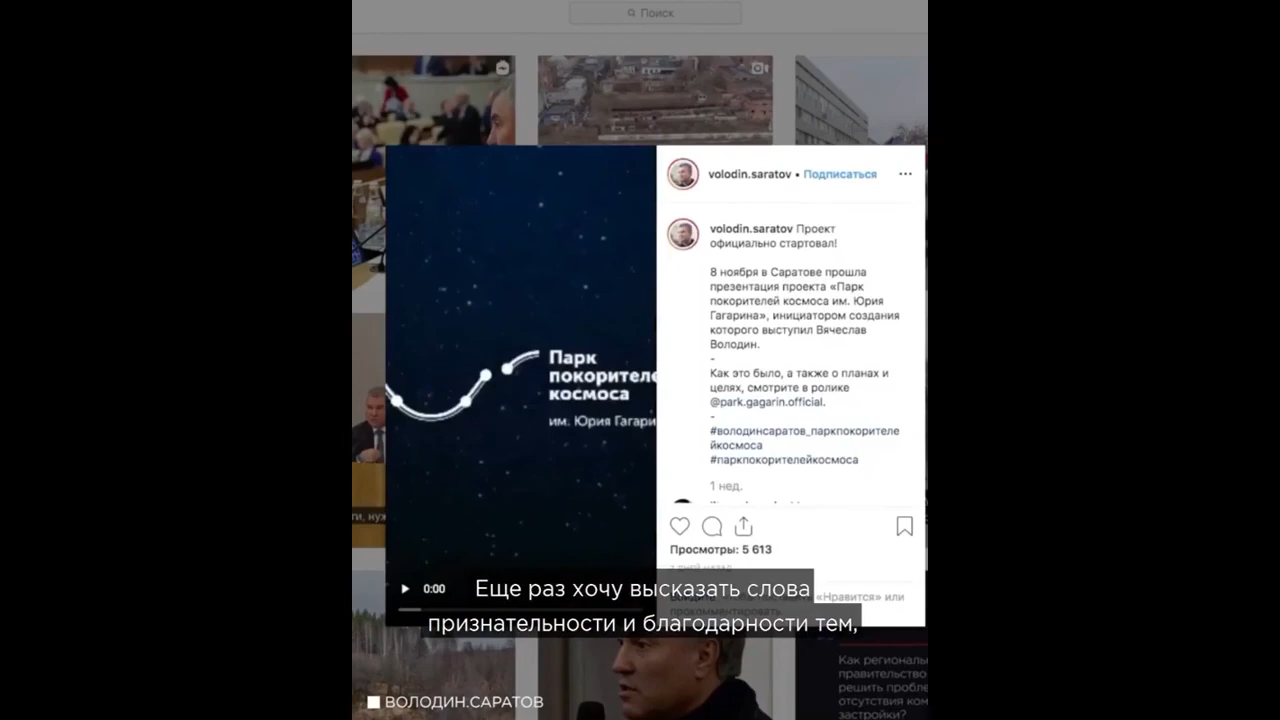 Поиск
volodin.saratov • Подписаться
volodin.saratov Проект
официально стартовал!
8 ноября в Саратове прошла
презентация проекта «Парк
покорителей космоса им. Юрия
Гагарина», инициатором создания
которого выступил Вячеслав
Володин.
-
Как это было, а также о планах и
целях, смотрите в ролике
@park.gagarin.official.
-
#володинсаратов_паркпокорителе
йкосмоса
#паркпокорителейкосмоса
1 нед.
Просмотры: 5 613
«Нравится» или
прокомментировать.
Парк
покорителе
космоса
им. Юрия Гагари
0:00
Еще раз хочу высказать слова
признательности и благодарности тем,
ВОЛОДИН.САРАТОВ
Как регионал
правительство
решить пробле
отсутствия ком
застройки?